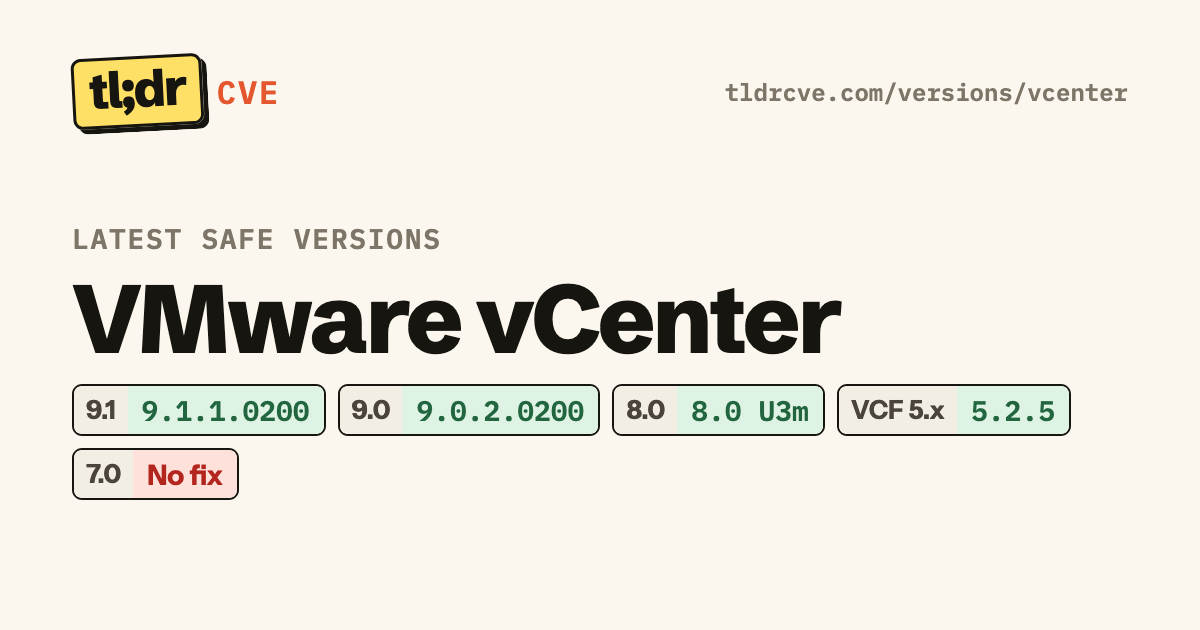 tl;dr CVE
tldrcve.com/versions/vcenter
LATEST SAFE VERSIONS
VMware vCenter
9.1 9.1.1.0200 9.0 9.0.2.0200 8.0 8.0 U3m VCF 5.x 5.2.5
7.0 No fix